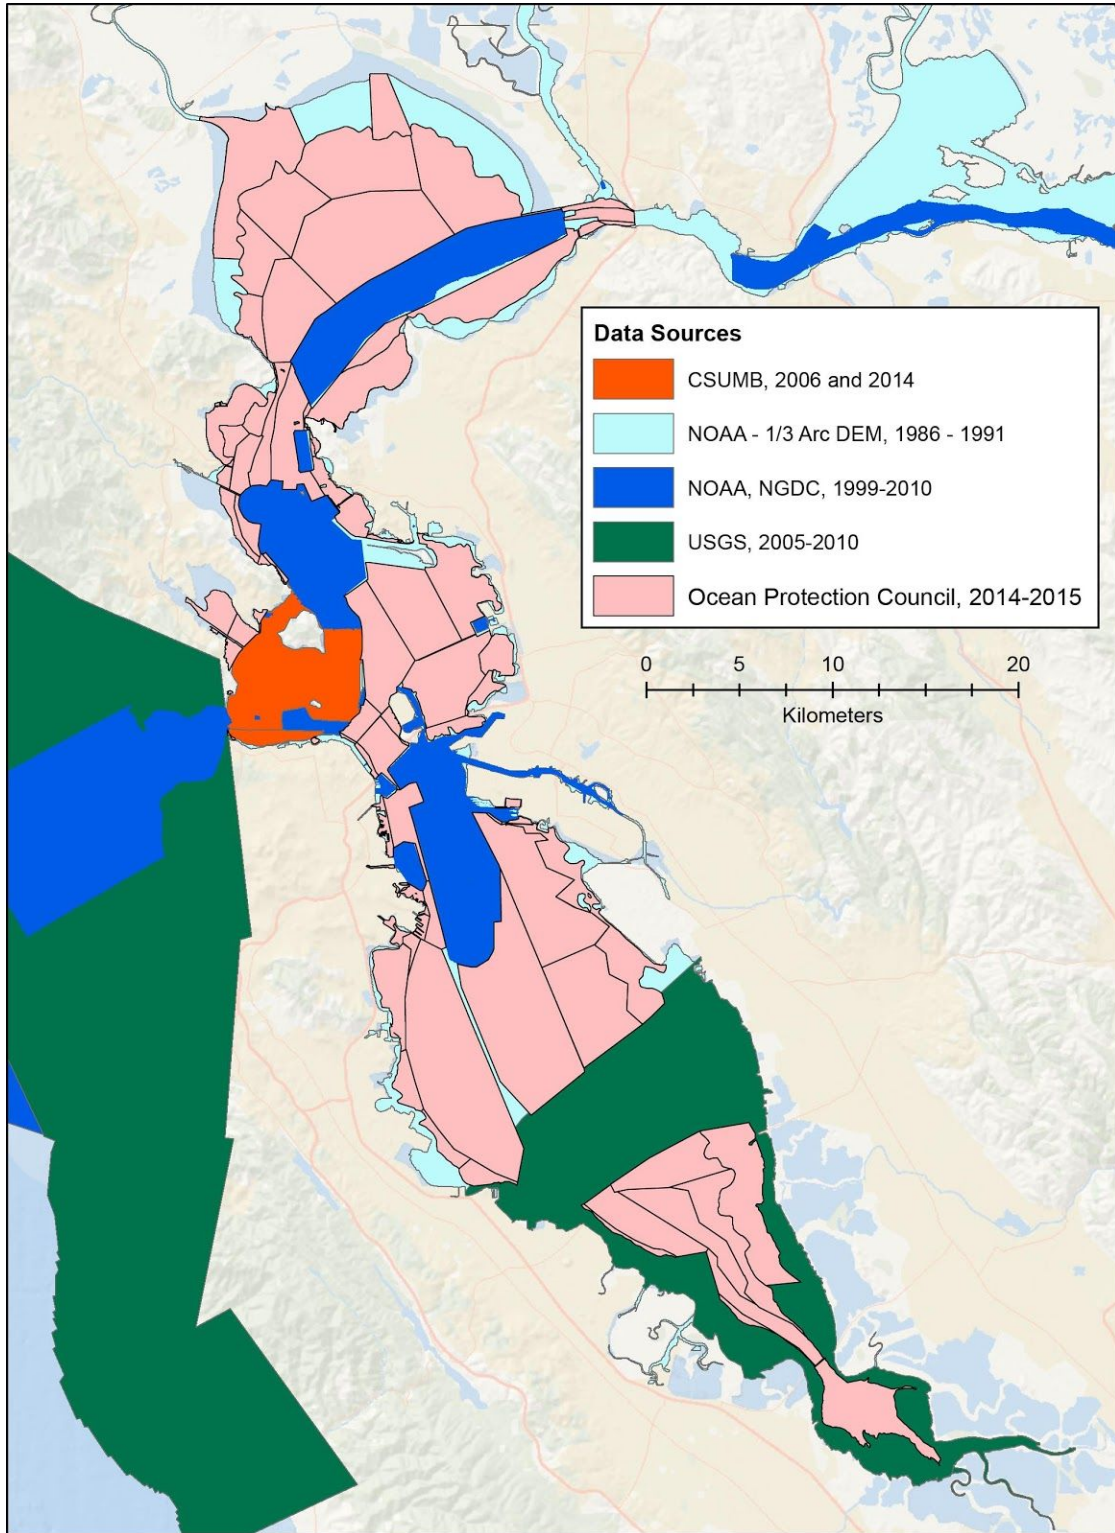 Data Sources
CSUMB, 2006 and 2014
NOAA - 1/3 Arc DEM, 1986 - 1991
NOAA, NGDC, 1999-2010
USGS, 2005-2010
Ocean Protection Council, 2014-2015
0 5 10 20
Kilometers